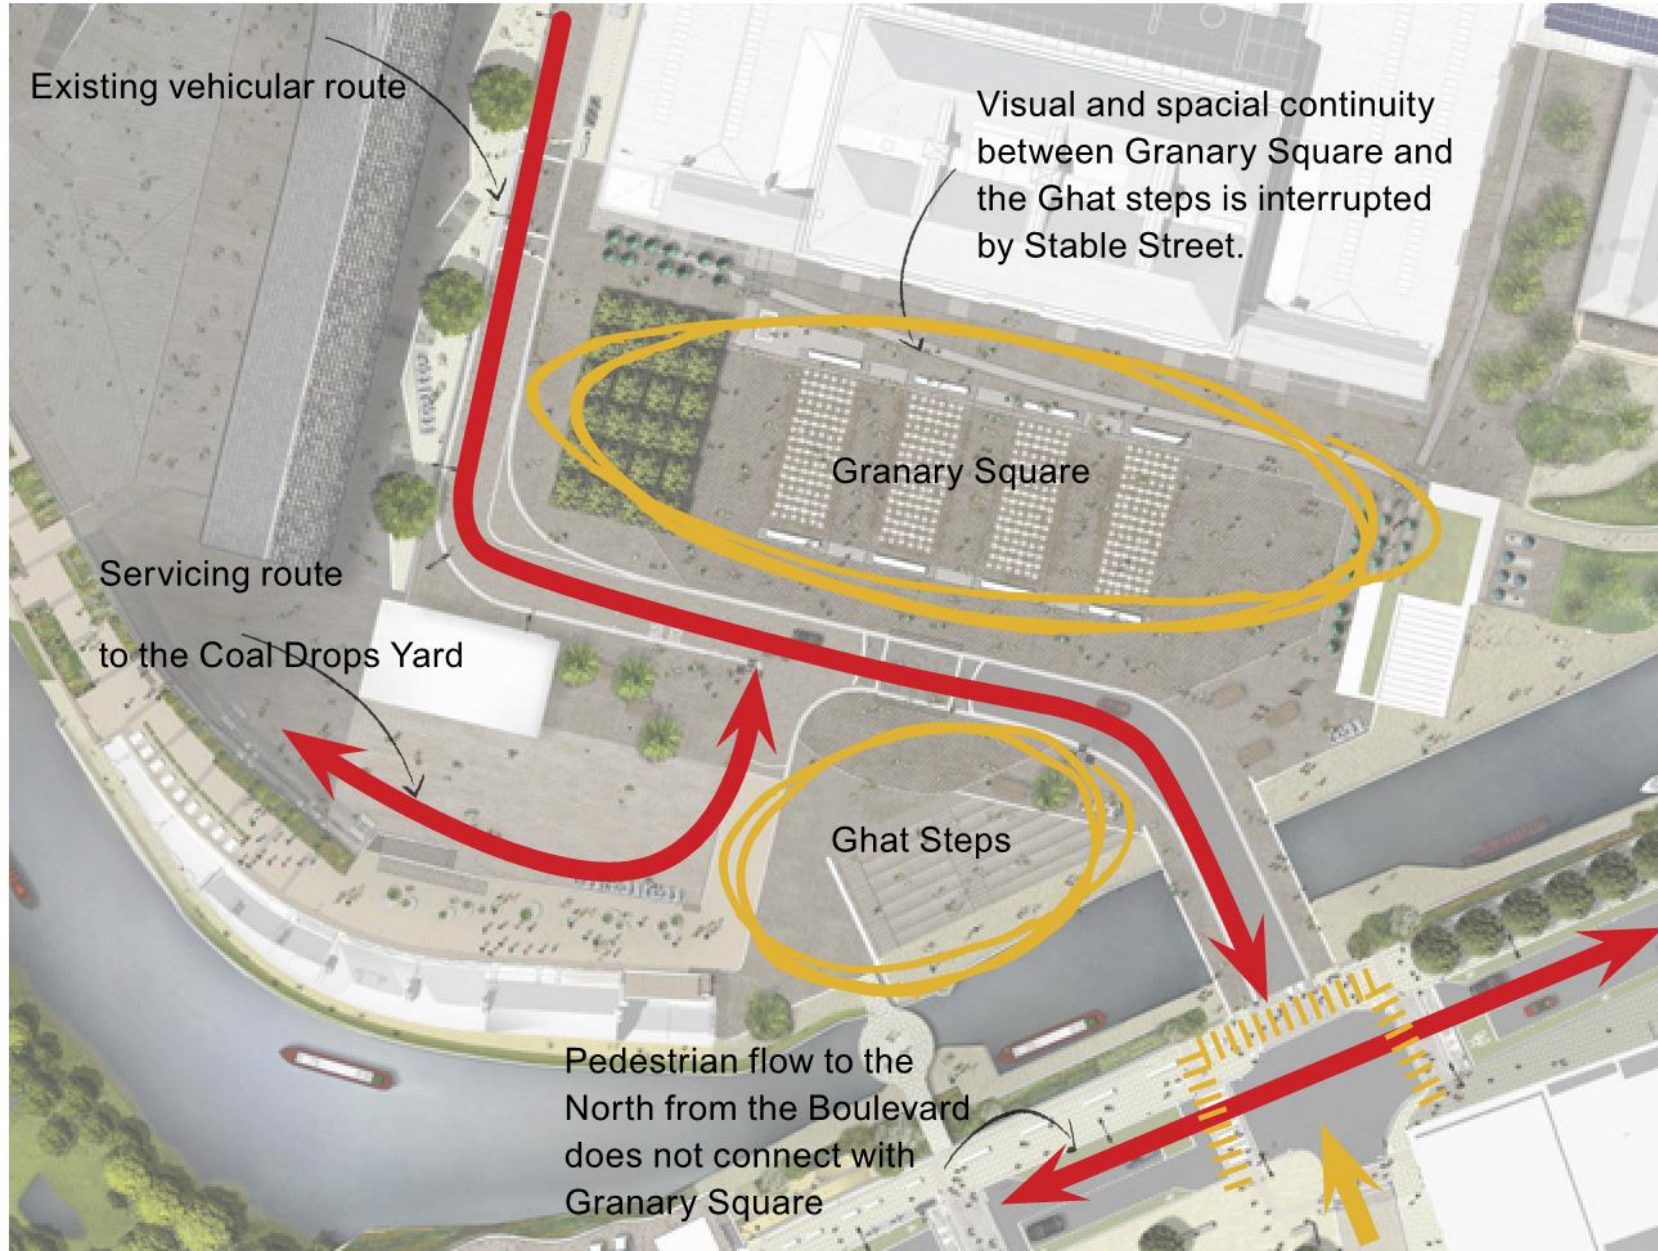 Existing vehicular route
Visual and spacial continuity
between Granary Square and
the Ghat steps is interrupted
by Stable Street.
Granary Square
Servicing route
to the Coal Drops Yard
Ghat Steps
Pedestrian flow to the
North from the Boulevard
does not connect with
Granary Square